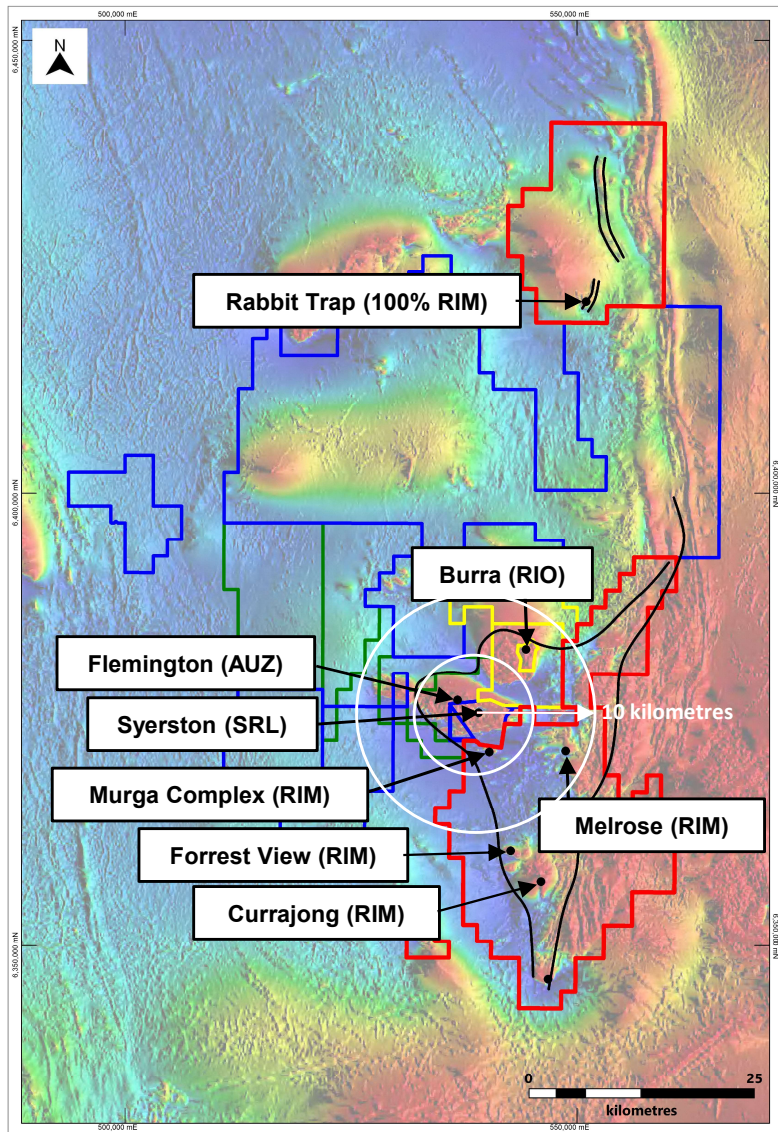 500,000 mE
550,000 mE
6,450,000 mN
N
Rabbit Trap (100% RIM)
6,400,000 mN
6,400,000 mN
Burra (RIO)
Flemington (AUZ)
Syerston (SRL)
10 kilometres
Murga Complex (RIM)
Melrose (RIM)
Forrest View (RIM)
Currajong (RIM)
6,350,000 mN
6,350,000 mN
0
25
kilometres
500,000 mE
550,000 mE